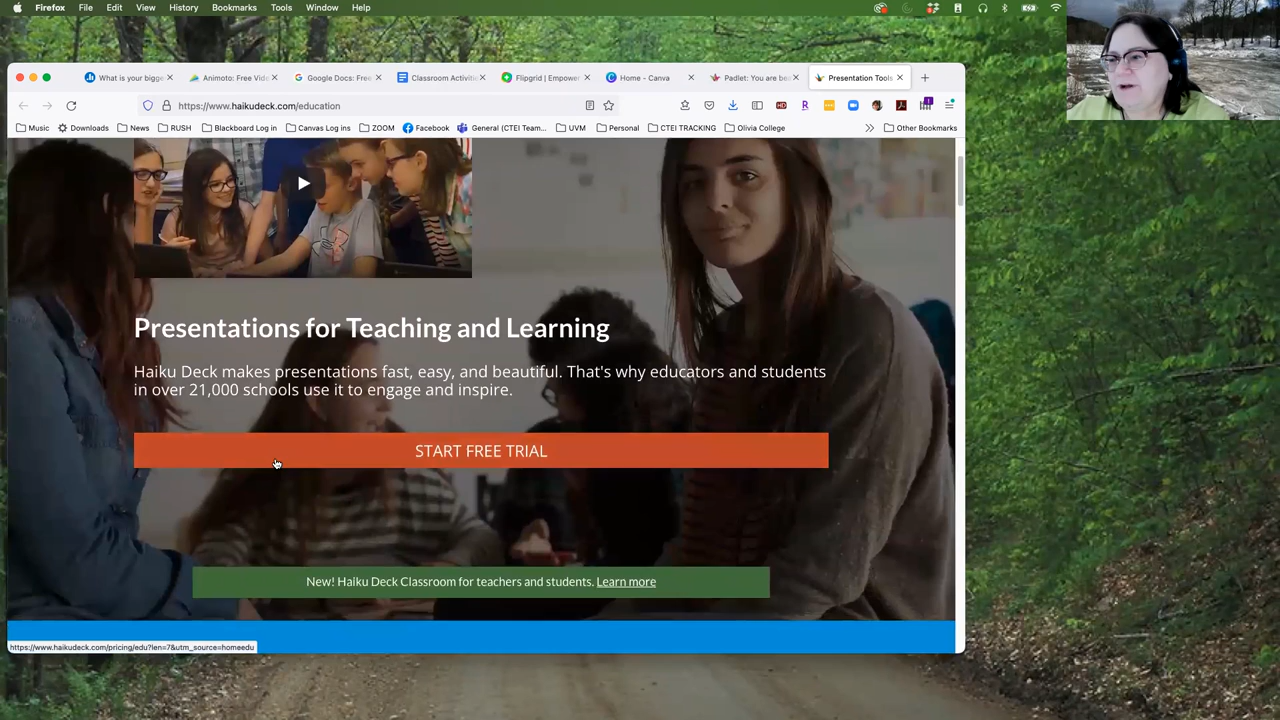 Firefox File Edit View History Bookmarks Tools Window Help
What is your bigge Animoto: Free Vide Google Docs: Free Classroom Activiti Flipgrid | Empower Home - Canva Padlet: You are be Presentation Tools
https://www.haikudeck.com/education
Music Downloads News RUSH Blackboard Log in Canvas Log ins ZOOM Facebook General (CTEI Team... UVM Personal CTEI TRACKING Olivia College Other Bookmarks
Presentations for Teaching and Learning
Haiku Deck makes presentations fast, easy, and beautiful. That's why educators and students
in over 21,000 schools use it to engage and inspire.
START FREE TRIAL
New! Haiku Deck Classroom for teachers and students. Learn more
https://www.haikudeck.com/pricing/edu?len=7&utm_source=homeedu